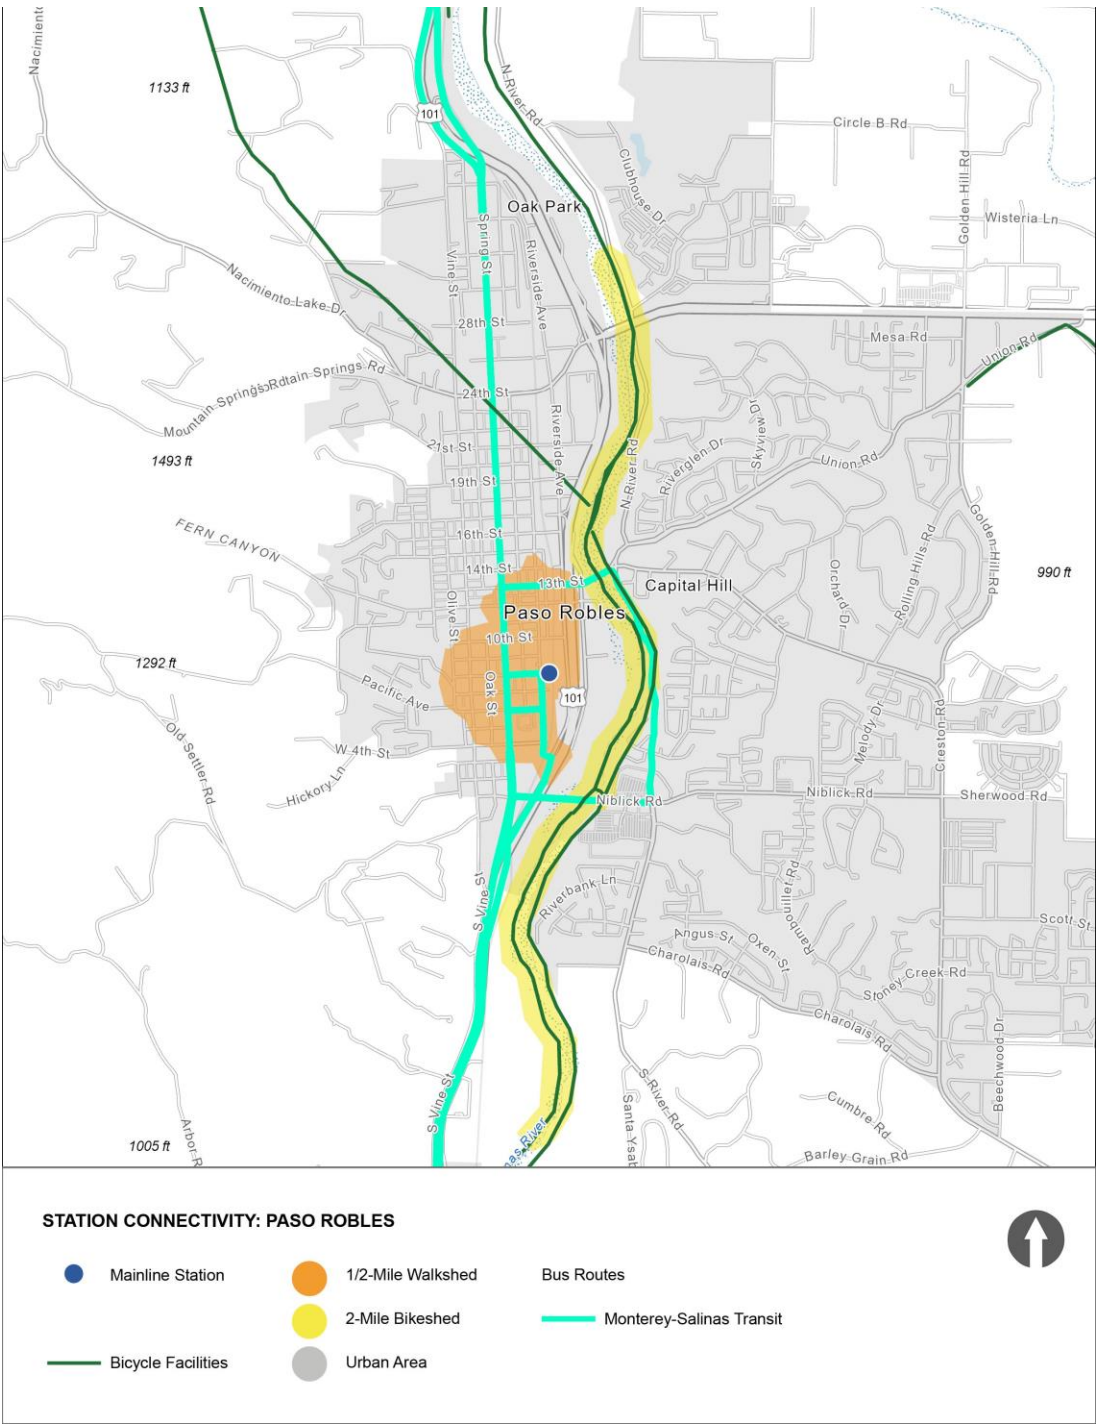 Nacimiento
1133 ft
101
N River Rd
Circle B Rd
Clubhouse Dr
Golden Hill Rd
Oak Park
Wisteria Ln
Spring St
Riverside Ave
Vine St
Nacimiento Lake Dr
28th St
Mesa Rd
Union Rd
Mountain Springs Rd
tain Springs Rd
24th St
Skyview Dr
Riverside Ave
21st St
1493 ft
N River Rd
Riverglen Dr
Union Rd
19th St
Golden Hill Rd
FERN CANYON
16th St
Rolling Hills Rd
14th St
13th St
Capital Hill
990 ft
Orchard Dr
Olive St
Paso Robles
10th St
1292 ft
Pacific Ave
Oak St
101
Old Settler Rd
Melody Dr
Creston Rd
W 4th St
Hickory Ln
Niblick Rd
Niblick Rd
Sherwood Rd
S Vine St
Riverbank Ln
Rambouillet Rd
Scott St
Angus St
Oxen St
Charolais Rd
Stoney Creek Rd
Charolais Rd
S Vine St
S River Rd
Beechwood Dr
Santa Ysab
Cumbre Rd
Arbor R
1005 ft
nas River
Barley Grain Rd
STATION CONNECTIVITY: PASO ROBLES
Mainline Station
1/2-Mile Walkshed
Bus Routes
2-Mile Bikeshed
Monterey-Salinas Transit
Bicycle Facilities
Urban Area